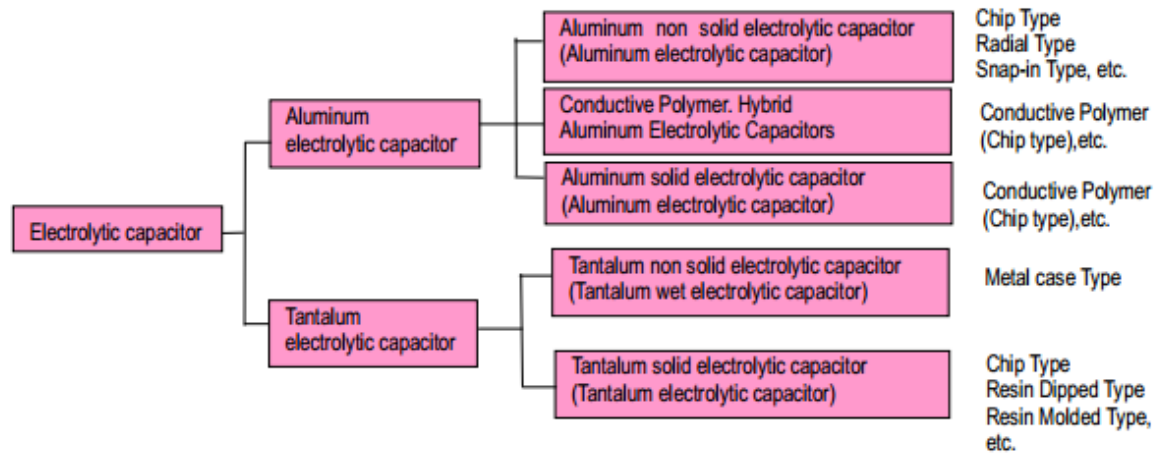 Electrolytic capacitor
Aluminum
electrolytic capacitor
Aluminum non solid electrolytic capacitor
(Aluminum electrolytic capacitor)
Chip Type
Radial Type
Snap-in Type, etc.
Conductive Polymer. Hybrid
Aluminum Electrolytic Capacitors
Conductive Polymer
(Chip type),etc.
Aluminum solid electrolytic capacitor
(Aluminum electrolytic capacitor)
Conductive Polymer
(Chip type),etc.
Tantalum
electrolytic capacitor
Tantalum non solid electrolytic capacitor
(Tantalum wet electrolytic capacitor)
Metal case Type
Tantalum solid electrolytic capacitor
(Tantalum electrolytic capacitor)
Chip Type
Resin Dipped Type
Resin Molded Type,
etc.